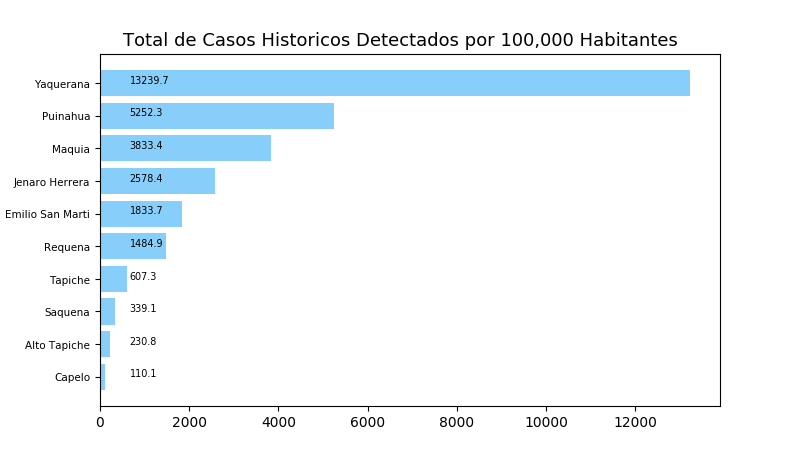 Total de Casos Historicos Detectados por 100,000 Habitantes
Yaquerana 13239.7
Puinahua 5252.3
Maquia 3833.4
Jenaro Herrera 2578.4
Emilio San Marti 1833.7
Requena 1484.9
Tapiche 607.3
Saquena 339.1
Alto Tapiche 230.8
Capelo 110.1
0 2000 4000 6000 8000 10000 12000